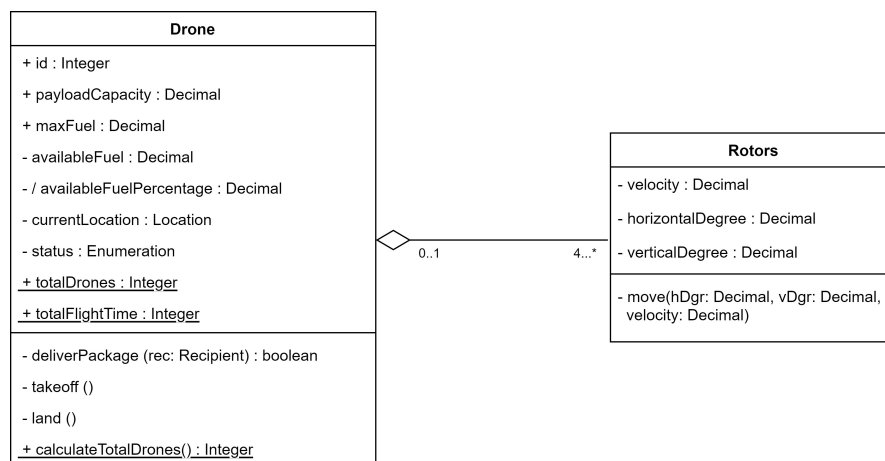 Drone
+ id : Integer
+ payloadCapacity : Decimal
+ maxFuel : Decimal
- availableFuel : Decimal
- / availableFuelPercentage : Decimal
- currentLocation : Location
- status : Enumeration
+ totalDrones : Integer
+ totalFlightTime : Integer
- deliverPackage (rec: Recipient) : boolean
- takeoff ()
- land ()
+ calculateTotalDrones() : Integer
0..1
4...*
Rotors
- velocity : Decimal
- horizontalDegree : Decimal
- verticalDegree : Decimal
- move(hDgr: Decimal, vDgr: Decimal,
velocity: Decimal)